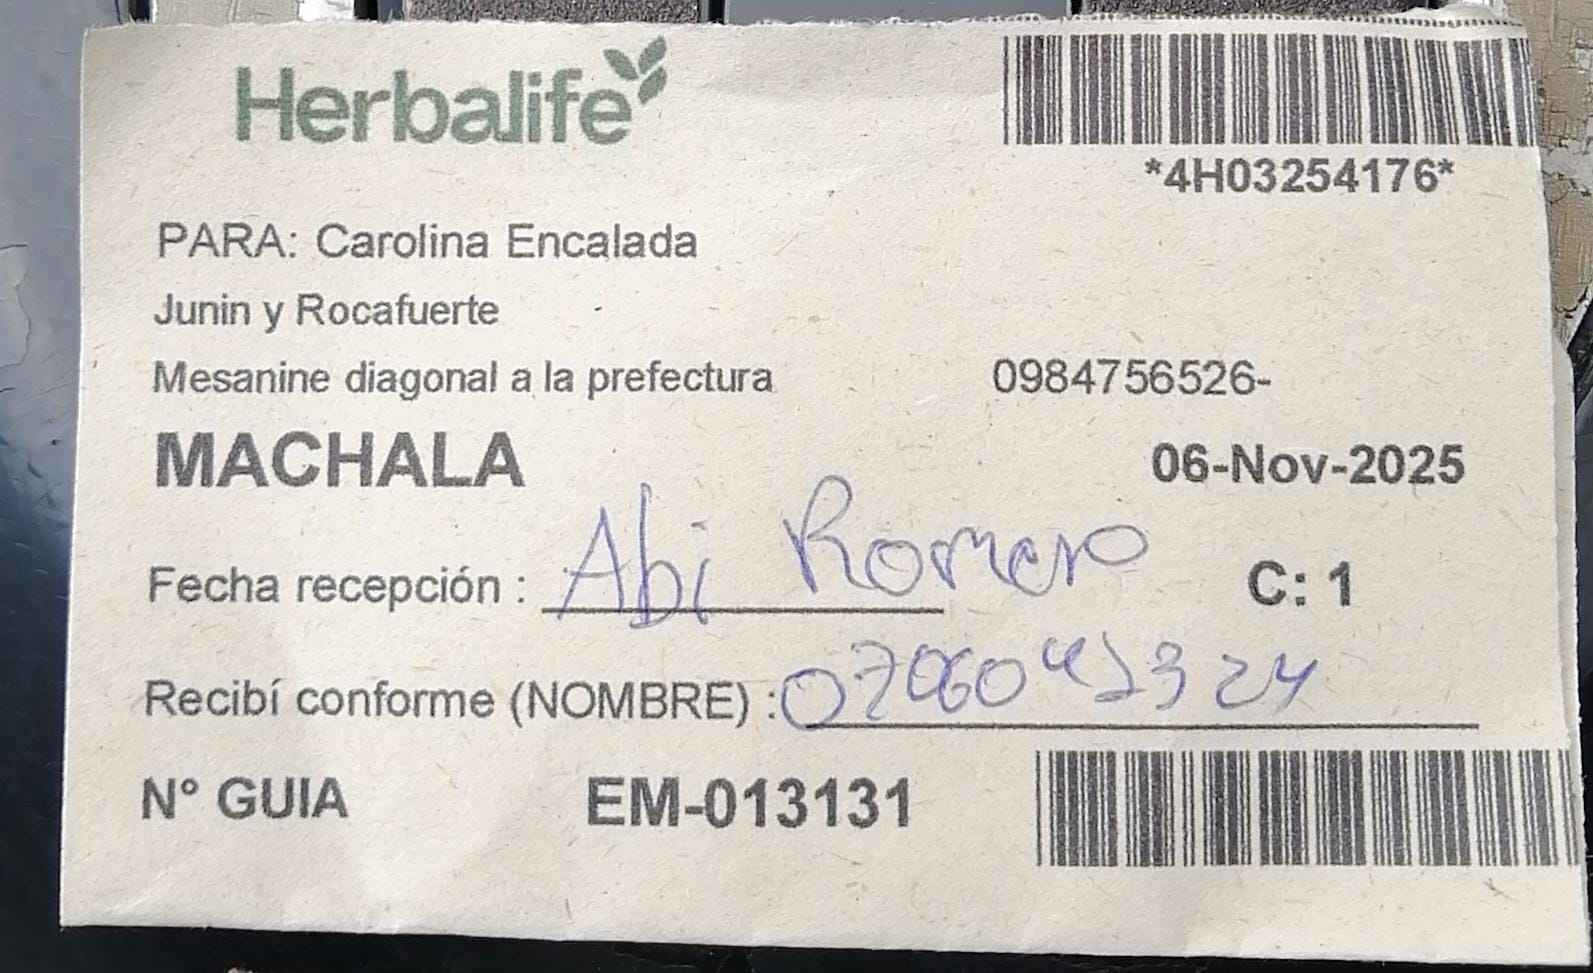 Herbalife
*4H03254176*
PARA: Carolina Encalada
Junin y Rocafuerte
Mesanine diagonal a la prefectura 0984756526-
MACHALA 06-Nov-2025
Fecha recepción : Abi Romero C: 1
Recibí conforme (NOMBRE) :
N° GUIA EM-013131